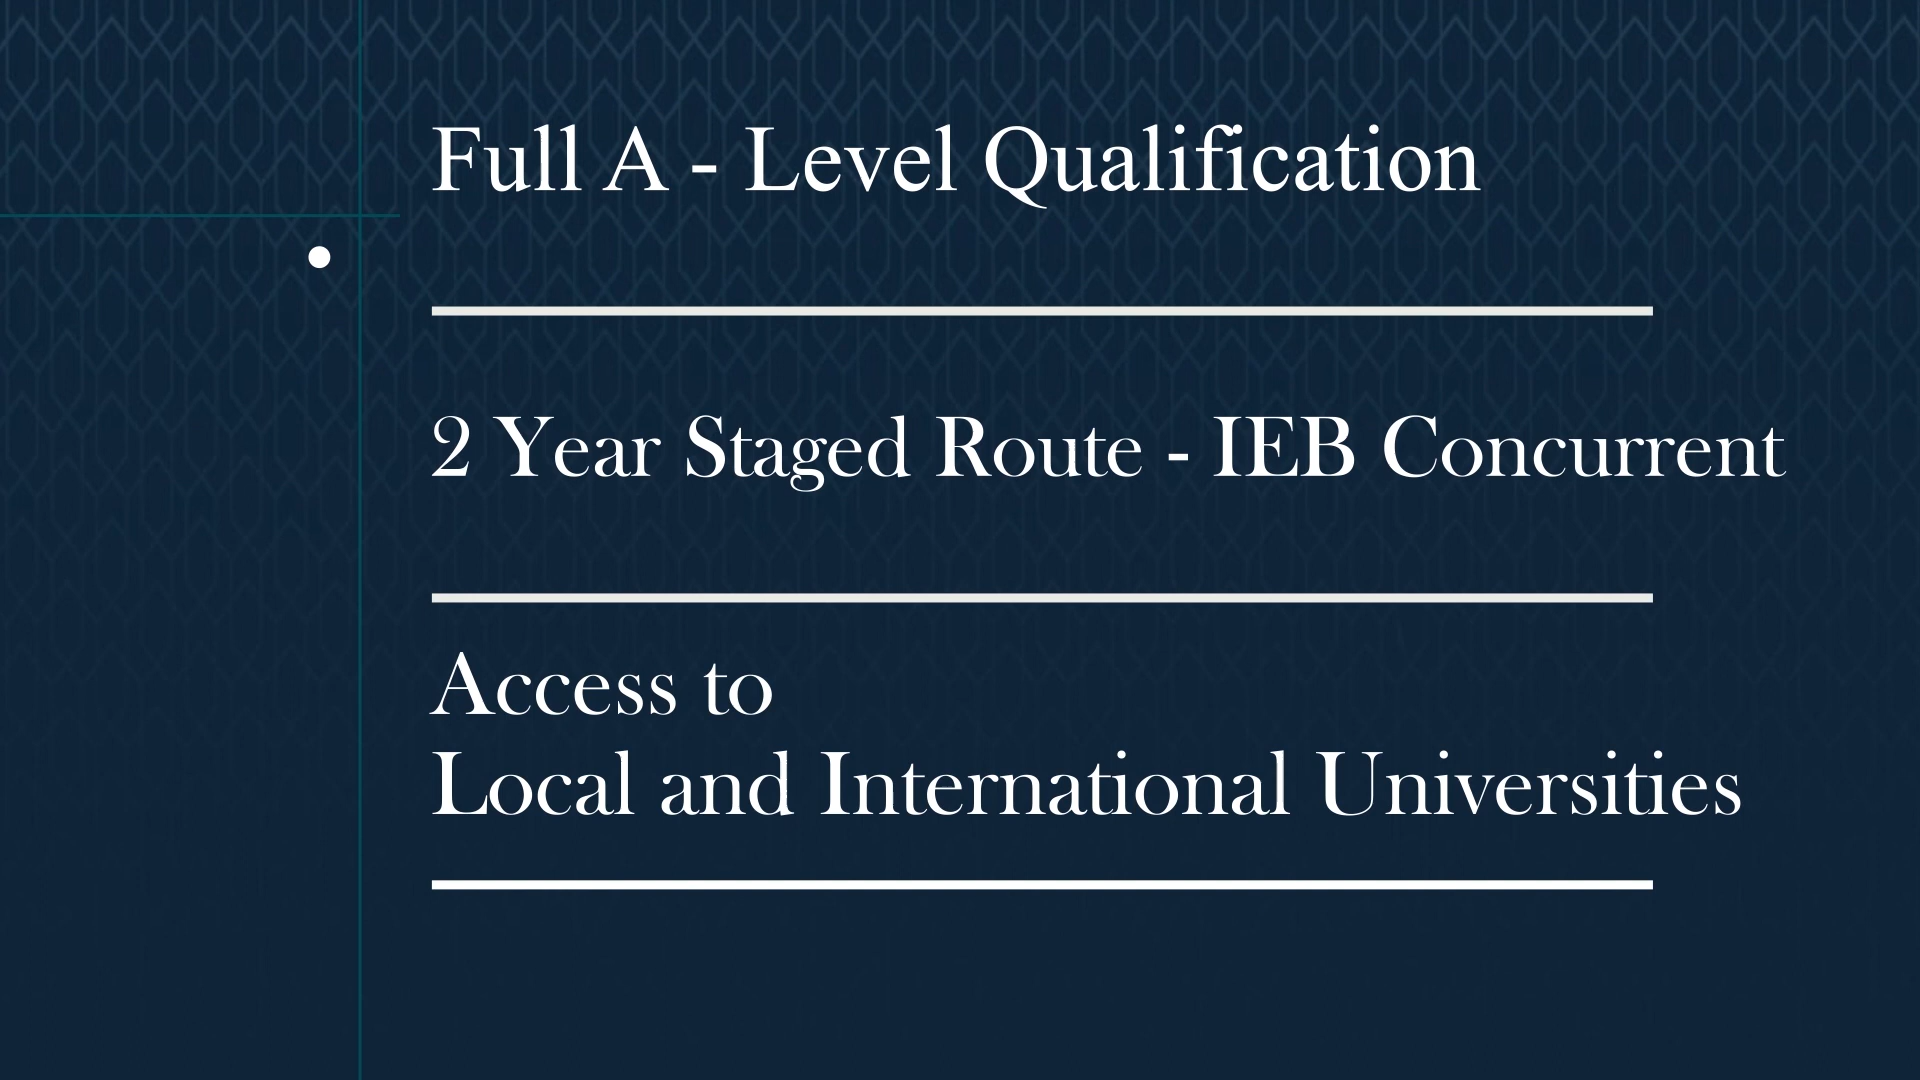 Full A - Level Qualification
2 Year Staged Route - IEB Concurrent
Access to
Local and International Universities